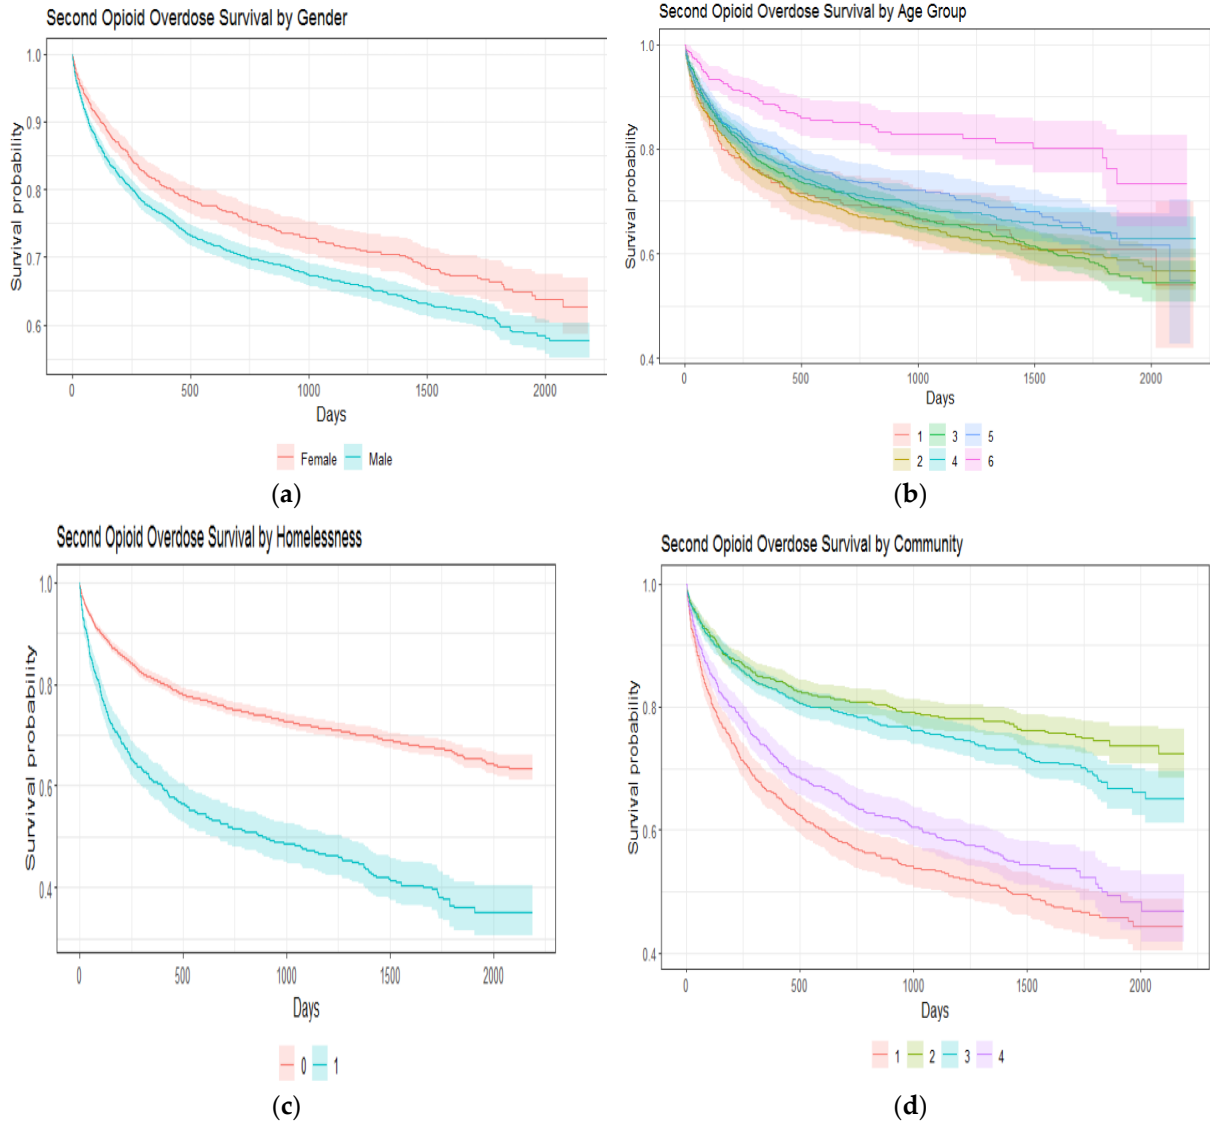 Second Opioid Overdose Survival by Gender
Survival probability
1.0
0.9
0.8
0.7
0.6
0 500 1000 1500 2000
Days
Female Male
(a)
Second Opioid Overdose Survival by Age Group
Survival probability
1.0
0.8
0.6
0.4
0 500 1000 1500 2000
Days
1 3 5
2 4 6
(b)
Second Opioid Overdose Survival by Homelessness
Survival probability
1.0
0.8
0.6
0.4
0 500 1000 1500 2000
Days
0 1
(c)
Second Opioid Overdose Survival by Community
Survival probability
1.0
0.8
0.6
0.4
0 500 1000 1500 2000
Days
1 2 3 4
(d)